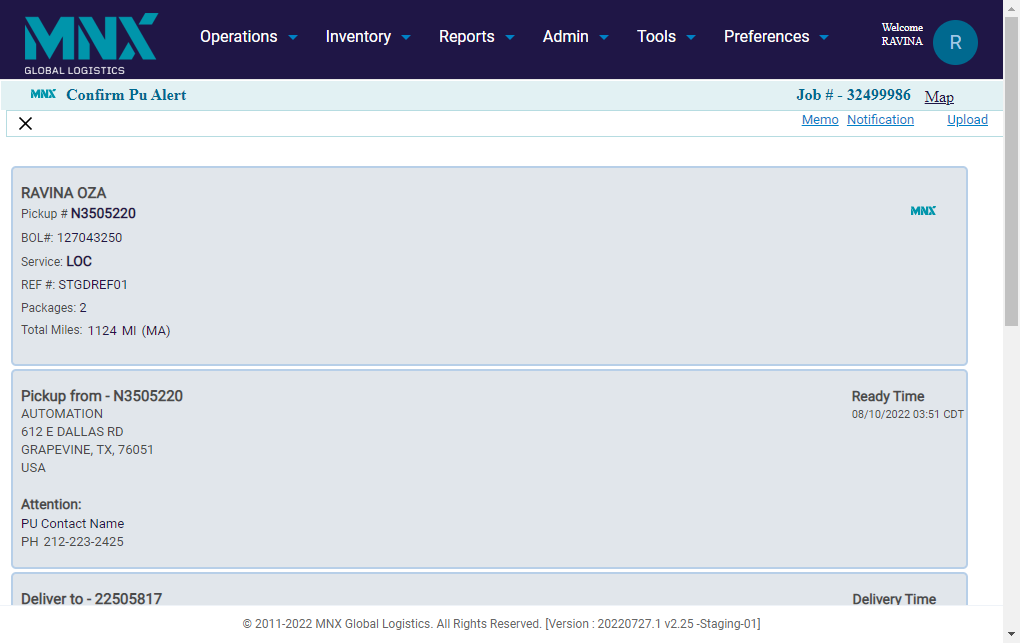 MNX
GLOBAL LOGISTICS
Operations Inventory Reports Admin Tools Preferences
Welcome
RAVINA
R
MNX Confirm Pu Alert Job # - 32499986 Map
Memo Notification Upload
RAVINA OZA
Pickup # N3505220
MNX
BOL#: 127043250
Service: LOC
REF #: STGDREF01
Packages: 2
Total Miles: 1124 MI (MA)
Pickup from - N3505220 Ready Time
AUTOMATION 08/10/2022 03:51 CDT
612 E DALLAS RD
GRAPEVINE, TX, 76051
USA
Attention:
PU Contact Name
PH 212-223-2425
Deliver to - 22505817 Delivery Time
© 2011-2022 MNX Global Logistics. All Rights Reserved. [Version : 20220727.1 v2.25 -Staging-01]